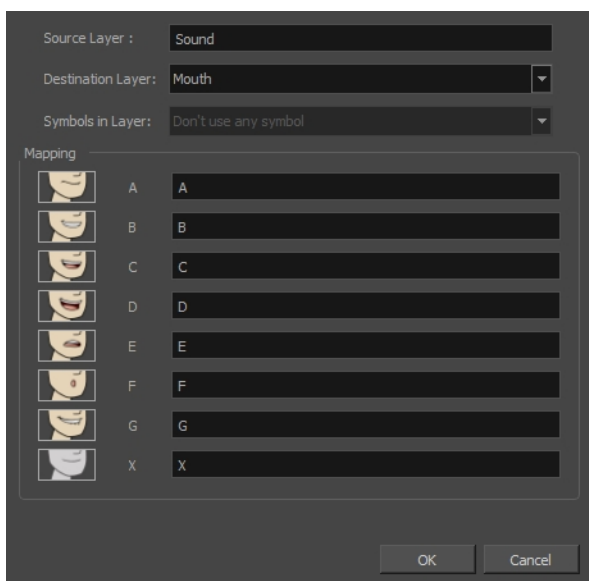 Source Layer : Sound
Destination Layer: Mouth
Symbols in Layer: Don't use any symbol
Mapping
A A
B B
C C
D D
E E
F F
G G
X X
OK Cancel